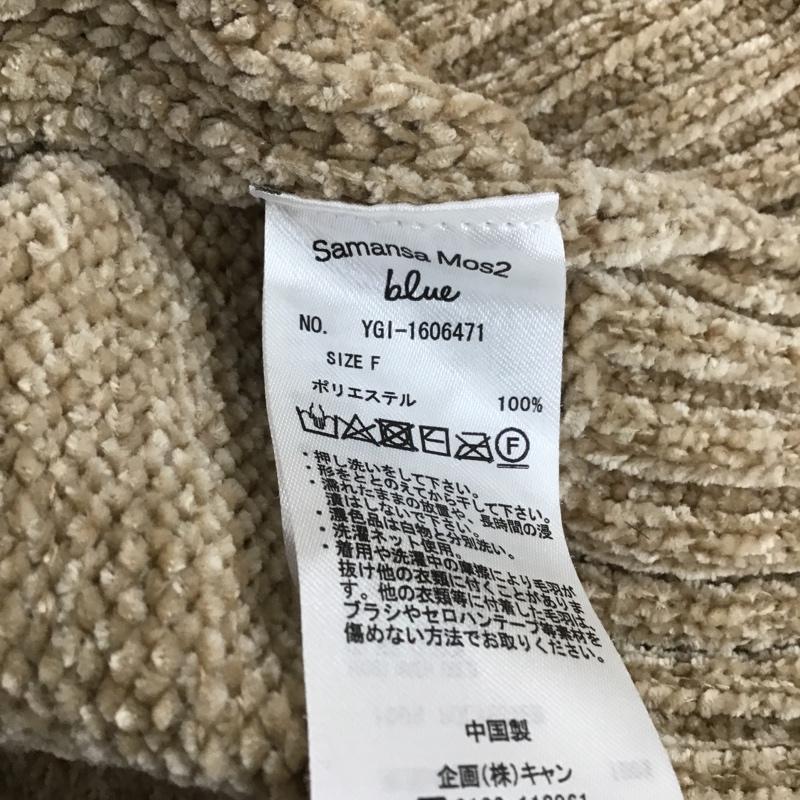 Samansa Mos2
blue
NO. YGI-1606471
SIZE F
ポリエステル 100%
F
・押し洗いをして下さい。
・形をととのえてから干して下さい。
・濡れたままの放置や、長時間の浸
漬はしないで下さい。
・濃色品は白物と分別洗い。
・洗濯ネット使用。
・着用や洗濯中の摩擦により毛羽が
抜け他の衣類に付くことがありま
す。他の衣類等に付着した毛羽は、
ブラシやセロハンテープ等素材を
傷めない方法でお取りください。
中国製
企画(株)キャン